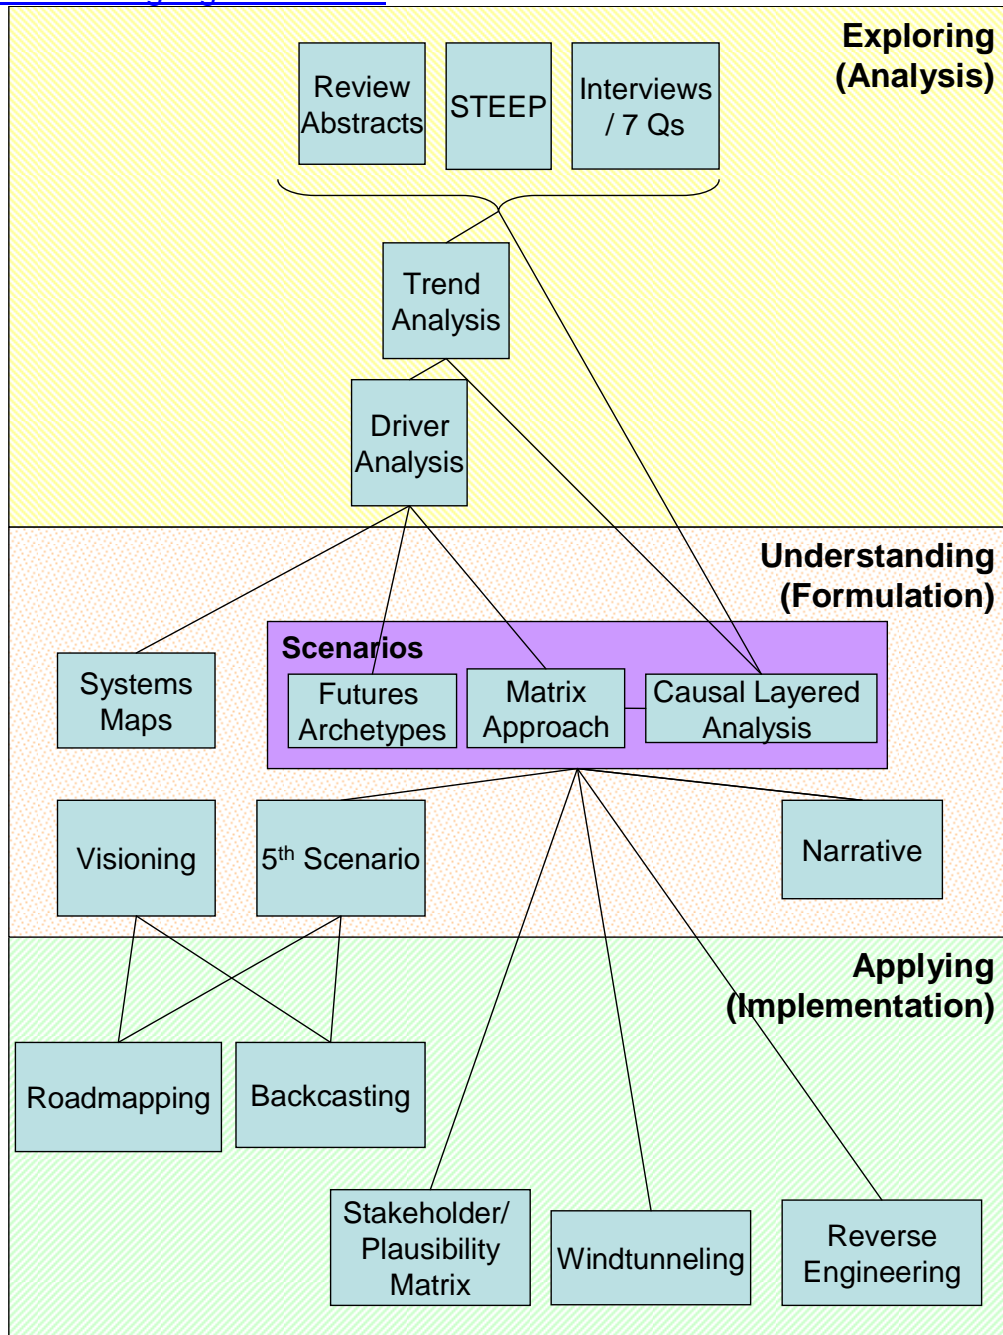 Exploring
(Analysis)
Review
Abstracts
STEEP
Interviews
/ 7 Qs
Trend
Analysis
Driver
Analysis
Understanding
(Formulation)
Scenarios
Systems
Maps
Futures
Archetypes
Matrix
Approach
Causal Layered
Analysis
Visioning
5th Scenario
Narrative
Applying
(Implementation)
Roadmapping
Backcasting
Stakeholder/
Plausibility
Matrix
Windtunneling
Reverse
Engineering